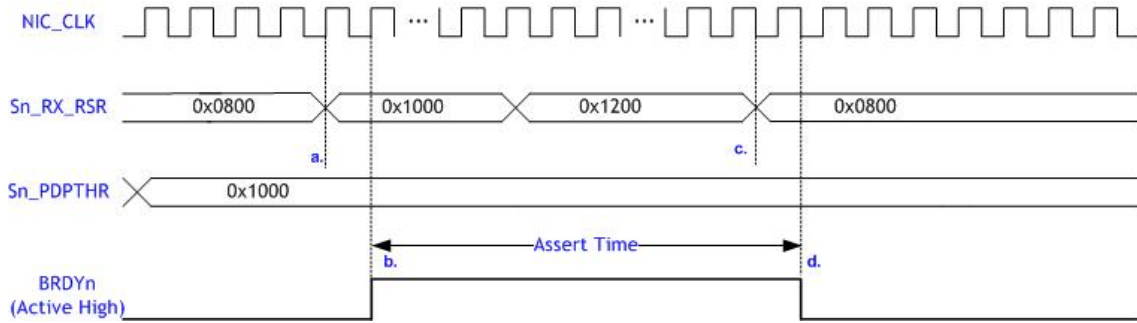 NIC_CLK ... ...
Sn_RX_RSR 0x0800 0x1000 0x1200 0x0800
a. c.
Sn_PDPTHR 0x1000
Assert Time
b. d.
BRDYn
(Active High)